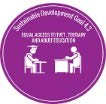 Sustainable Development Goal 4.3
EQUAL ACCESS TO TVET, TERTIARY
AND ADULT EDUCATION